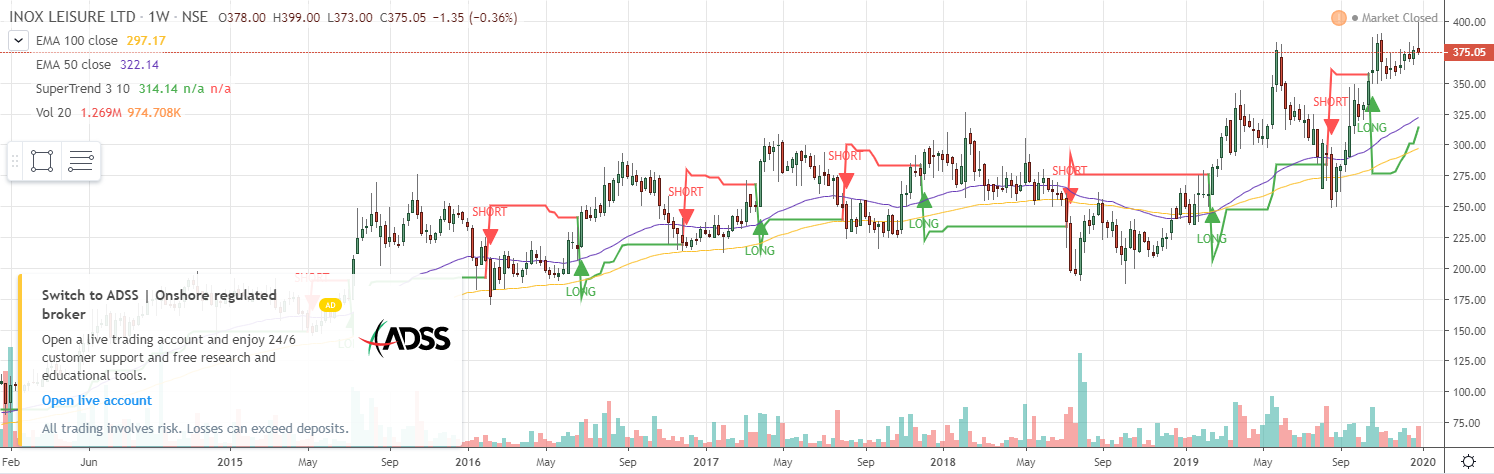 INOX LEISURE LTD · 1W · NSE O378.00 H399.00 L373.00 C375.05 −1.35 (−0.36%)
Market Closed
EMA 100 close 297.17
EMA 50 close 322.14
SuperTrend 3 10 314.14 n/a n/a
Vol 20 1.269M 974.708K
400.00
375.05
350.00
325.00
300.00
275.00
250.00
225.00
200.00
175.00
150.00
125.00
100.00
75.00
SHORT
LONG
SHORT
LONG
SHORT
LONG
SHORT
LONG
SHORT
LONG
SHORT
Switch to ADSS | Onshore regulated
broker
AD
ADSS
Open a live trading account and enjoy 24/6
customer support and free research and
educational tools.
Open live account
All trading involves risk. Losses can exceed deposits.
Feb Jun 2015 May Sep 2016 May Sep 2017 May Sep 2018 May Sep 2019 May Sep 2020